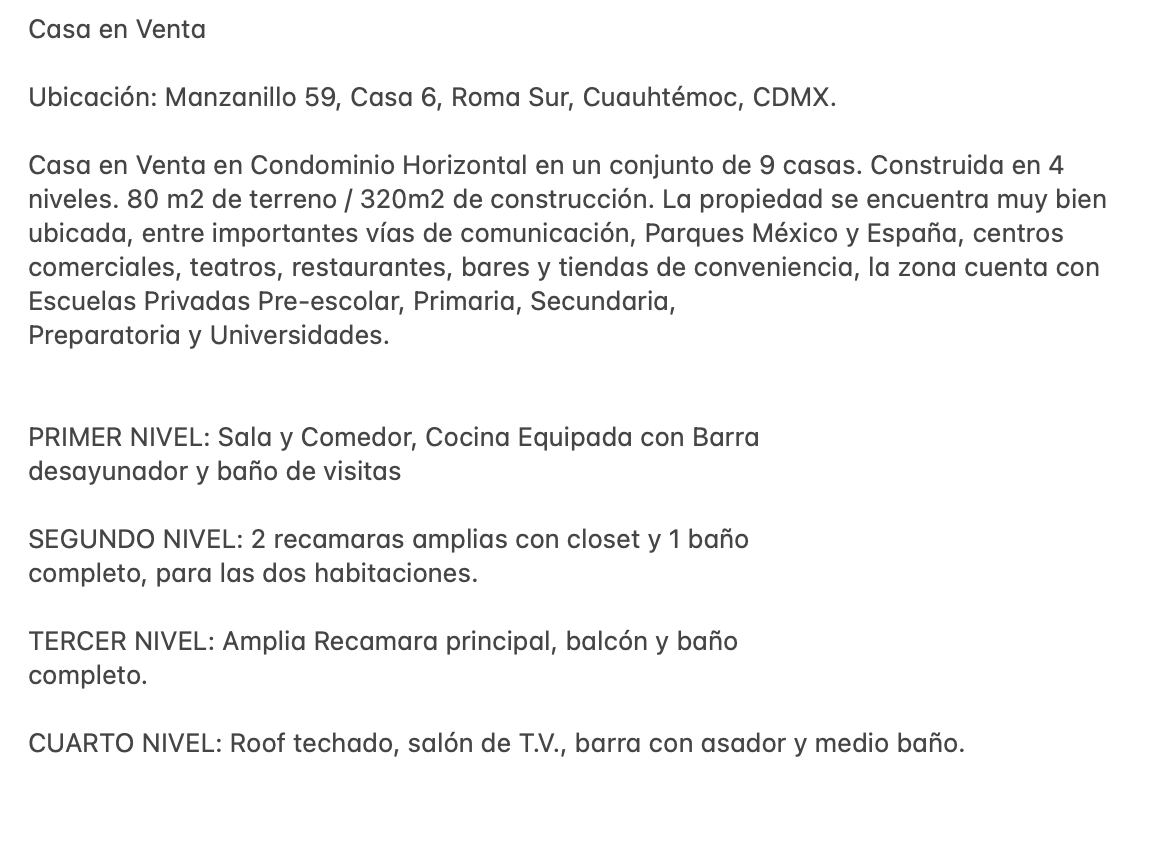 Casa en Venta
Ubicación: Manzanillo 59, Casa 6, Roma Sur, Cuauhtémoc, CDMX.
Casa en Venta en Condominio Horizontal en un conjunto de 9 casas. Construida en 4
niveles. 80 m2 de terreno / 320m2 de construcción. La propiedad se encuentra muy bien
ubicada, entre importantes vías de comunicación, Parques México y España, centros
comerciales, teatros, restaurantes, bares y tiendas de conveniencia, la zona cuenta con
Escuelas Privadas Pre-escolar, Primaria, Secundaria,
Preparatoria y Universidades.
PRIMER NIVEL: Sala y Comedor, Cocina Equipada con Barra
desayunador y baño de visitas
SEGUNDO NIVEL: 2 recamaras amplias con closet y 1 baño
completo, para las dos habitaciones.
TERCER NIVEL: Amplia Recamara principal, balcón y baño
completo.
CUARTO NIVEL: Roof techado, salón de T.V., barra con asador y medio baño.